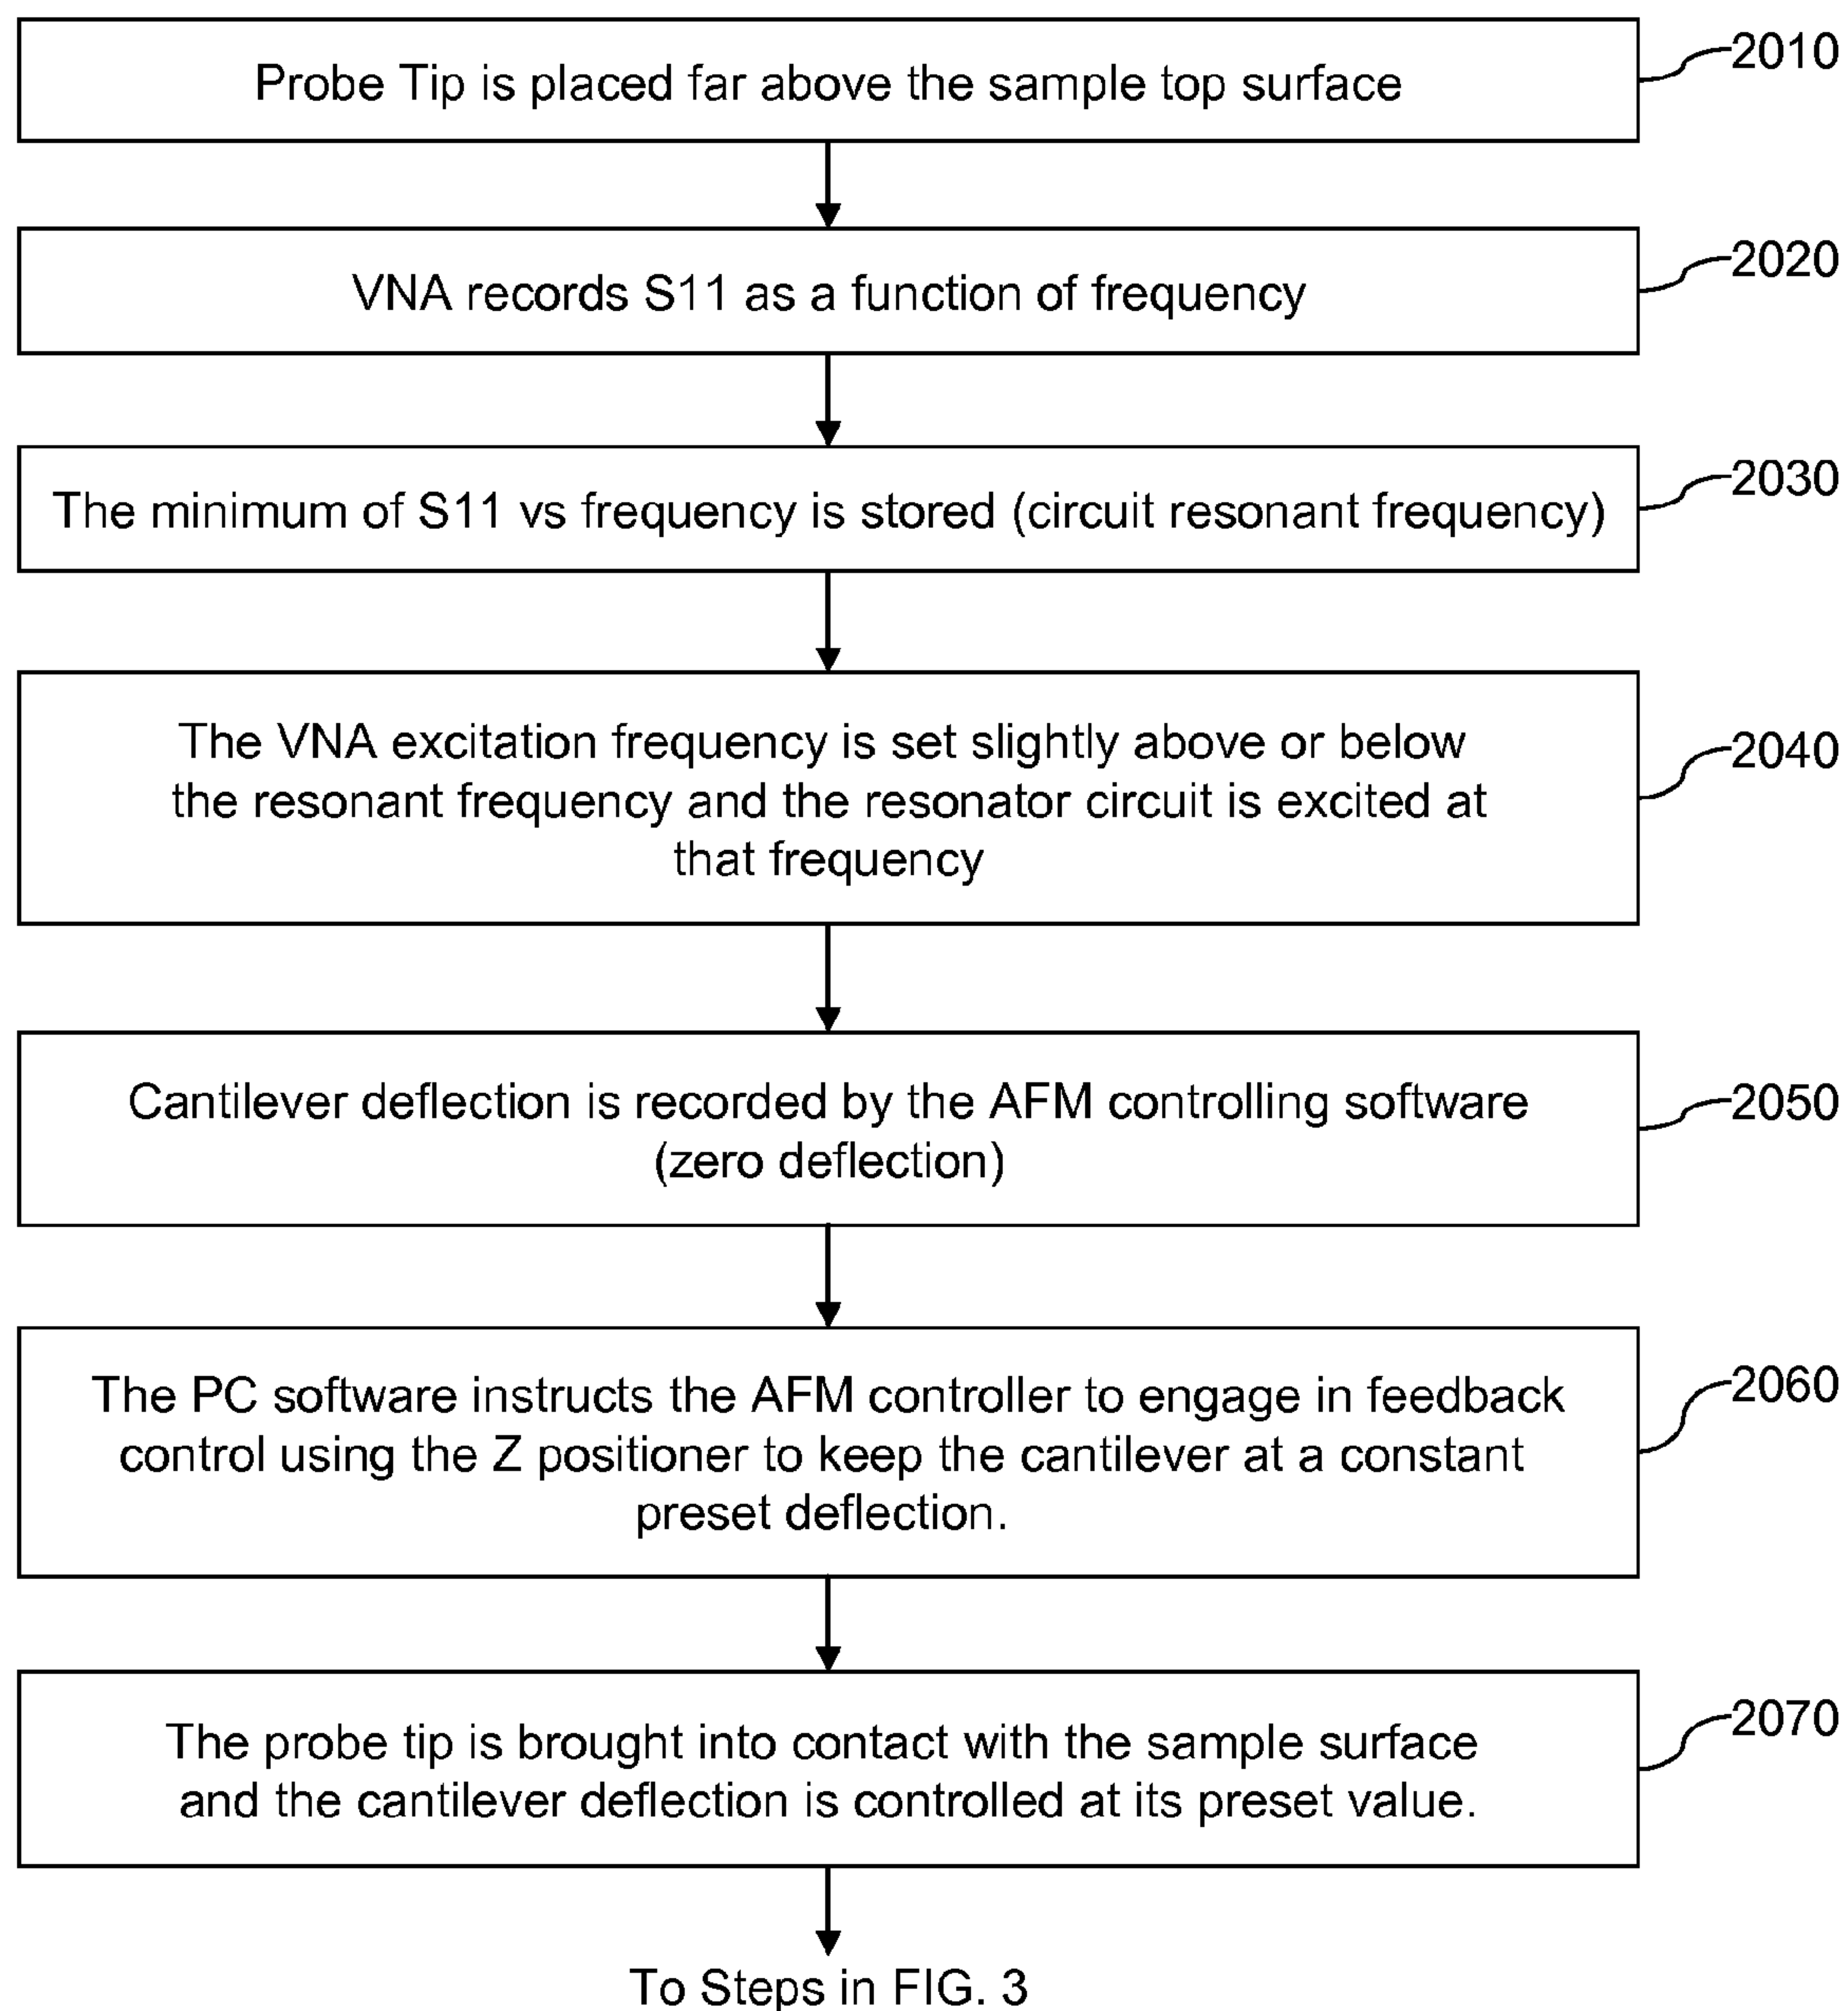 Probe Tip is placed far above the sample top surface
2010
VNA records S11 as a function of frequency
2020
The minimum of S11 vs frequency is stored (circuit resonant frequency)
2030
The VNA excitation frequency is set slightly above or below
the resonant frequency and the resonator circuit is excited at
that frequency
2040
Cantilever deflection is recorded by the AFM controlling software
(zero deflection)
2050
The PC software instructs the AFM controller to engage in feedback
control using the Z positioner to keep the cantilever at a constant
preset deflection.
2060
The probe tip is brought into contact with the sample surface
and the cantilever deflection is controlled at its preset value.
2070
To Steps in FIG. 3